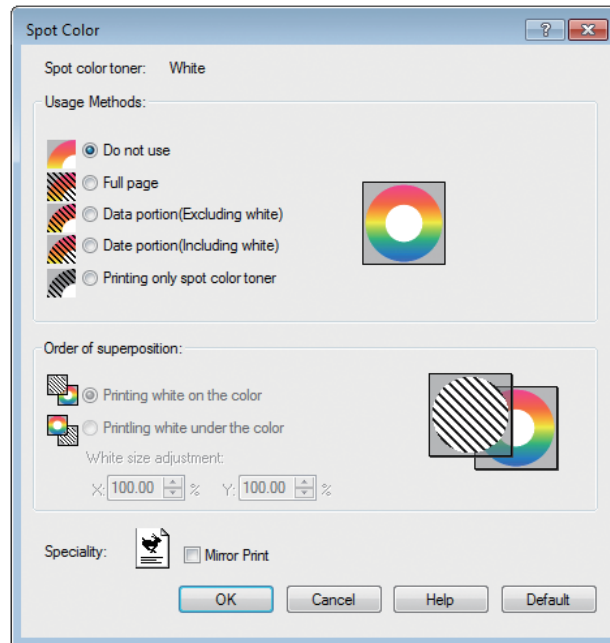 Spot Color
Spot color toner: White
Usage Methods:
Do not use
Full page
Data portion(Excluding white)
Date portion(Including white)
Printing only spot color toner
Order of superposition:
Printing white on the color
Printling white under the color
White size adjustment:
X: 100.00 % Y: 100.00 %
Speciality: Mirror Print
OK Cancel Help Default